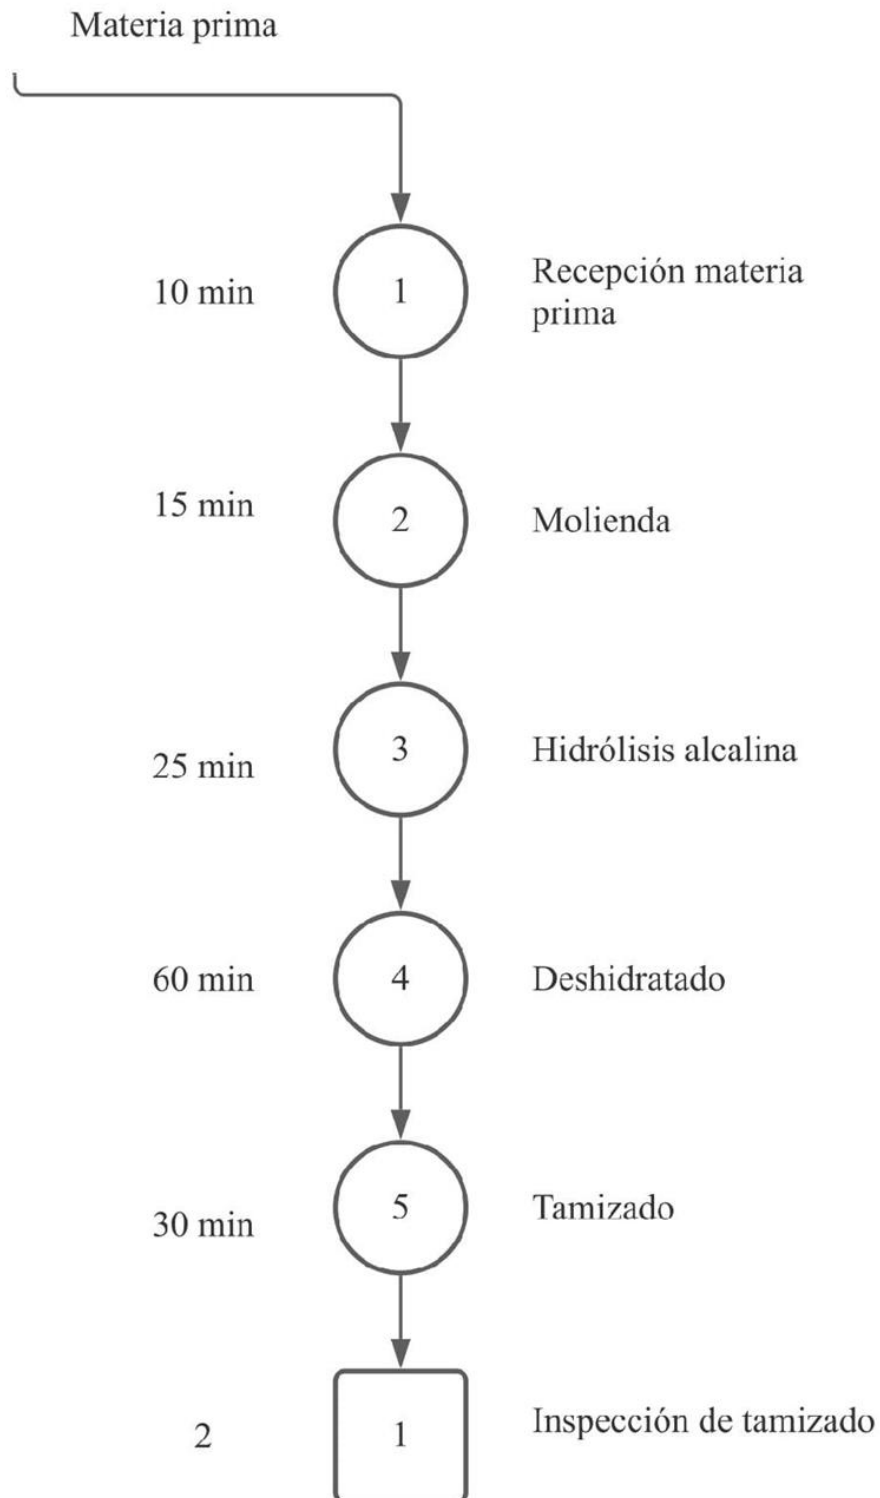 Materia prima
10 min
1
Recepción materia
prima
15 min
2
Molienda
25 min
3
Hidrólisis alcalina
60 min
4
Deshidratado
30 min
5
Tamizado
2
1
Inspección de tamizado